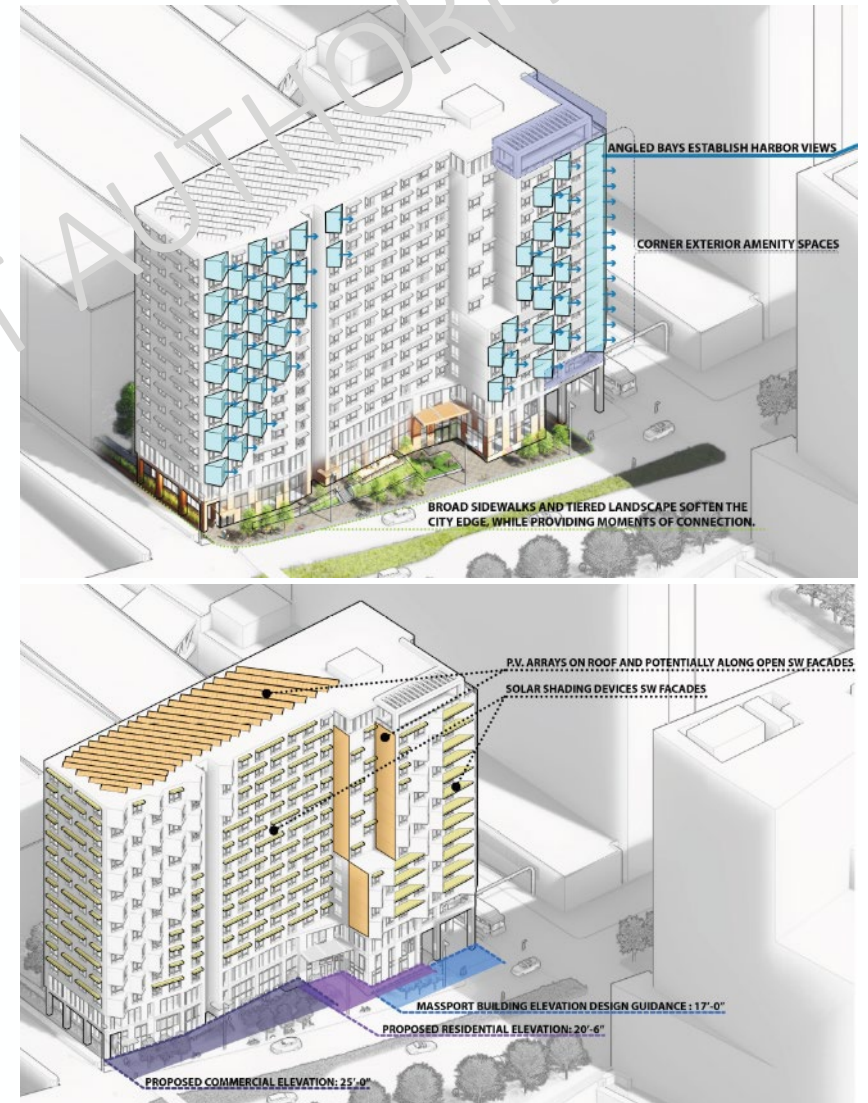 T AUTHORI
ANGLED BAYS ESTABLISH HARBOR VIEWS
CORNER EXTERIOR AMENITY SPACES
BROAD SIDEWALKS AND TIERED LANDSCAPE SOFTEN THE
CITY EDGE, WHILE PROVIDING MOMENTS OF CONNECTION.
P.V. ARRAYS ON ROOF AND POTENTIALLY ALONG OPEN SW FACADES
SOLAR SHADING DEVICES SW FACADES
MASSPORT BUILDING ELEVATION DESIGN GUIDANCE : 17'-0"
PROPOSED RESIDENTIAL ELEVATION: 20'-6"
PROPOSED COMMERCIAL ELEVATION: 25'-0"